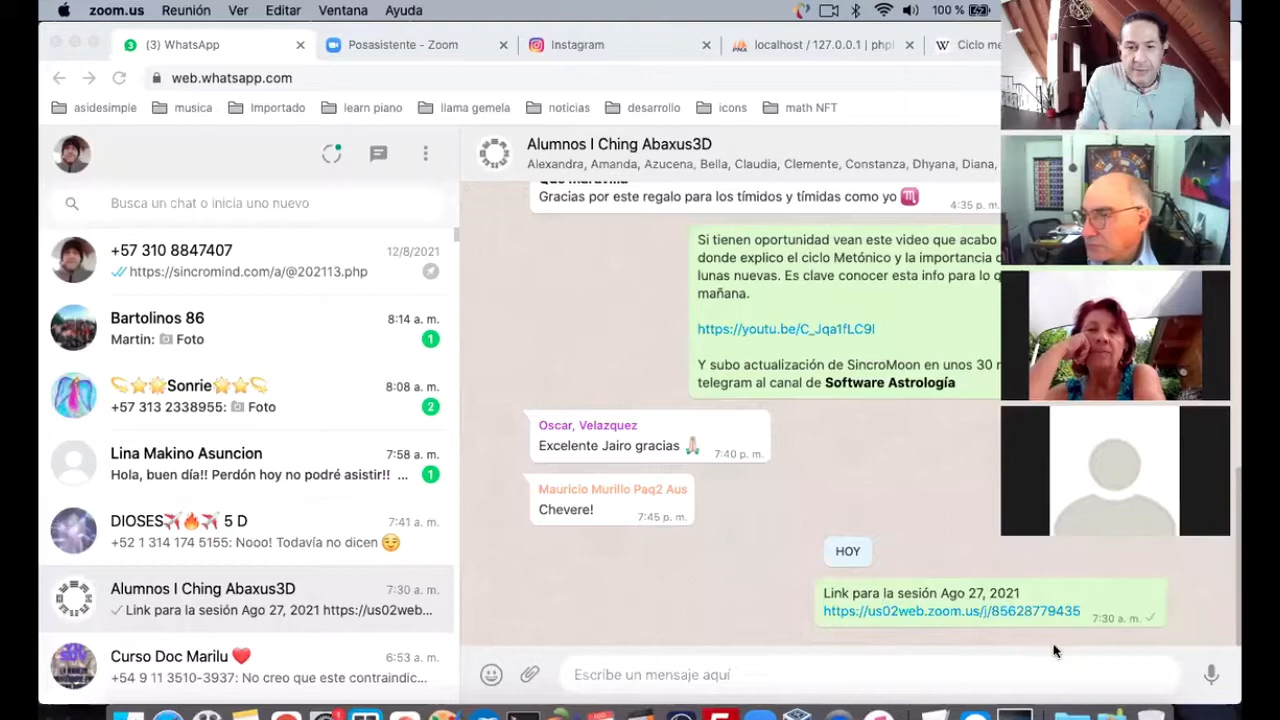 zoom.us Reunión Ver Editar Ventana Ayuda 100 %
(3) WhatsApp
Posasistente - Zoom
Instagram
localhost / 127.0.0.1 | php
Ciclo me
web.whatsapp.com
asidesimple musica Importado learn piano llama gemela noticias desarrollo icons math NFT
Busca un chat o inicia uno nuevo
+57 310 8847407 12/8/2021
https://sincromind.com/a/@202113.php
Bartolinos 86 8:14 a. m.
Martin: Foto 1
Sonrie 8:08 a. m.
+57 313 2338955: Foto 2
Lina Makino Asuncion 7:58 a. m.
Hola, buen día!! Perdón hoy no podré asistir!! ... 1
DIOSES✈️🔥✈️ 5 D 7:41 a. m.
+52 1 314 174 5155: Nooo! Todavía no dicen 😌
Alumnos I Ching Abaxus3D 7:30 a. m.
Link para la sesión Ago 27, 2021 https://us02web...
Curso Doc Marilu ❤️ 6:53 a. m.
+54 9 11 3510-3937: No creo que este contraindic...
Alumnos I Ching Abaxus3D
Alexandra, Amanda, Azucena, Bella, Claudia, Clemente, Constanza, Dhyana, Diana,
Gracias por este regalo para los tímidos y tímidas como yo ♏ 4:35 p. m.
Si tienen oportunidad vean este video que acabo
donde explico el ciclo Metónico y la importancia d
lunas nuevas. Es clave conocer esta info para lo q
mañana.
https://youtu.be/C_Jqa1fLC9I
Y subo actualización de SincroMoon en unos 30 m
telegram al canal de Software Astrología
Oscar, Velazquez
Excelente Jairo gracias 🙏🏻 7:40 p. m.
Mauricio Murillo Paq2 Aus
Chevere! 7:45 p. m.
HOY
Link para la sesión Ago 27, 2021
https://us02web.zoom.us/j/85628779435 7:30 a. m.
Escribe un mensaje aquí